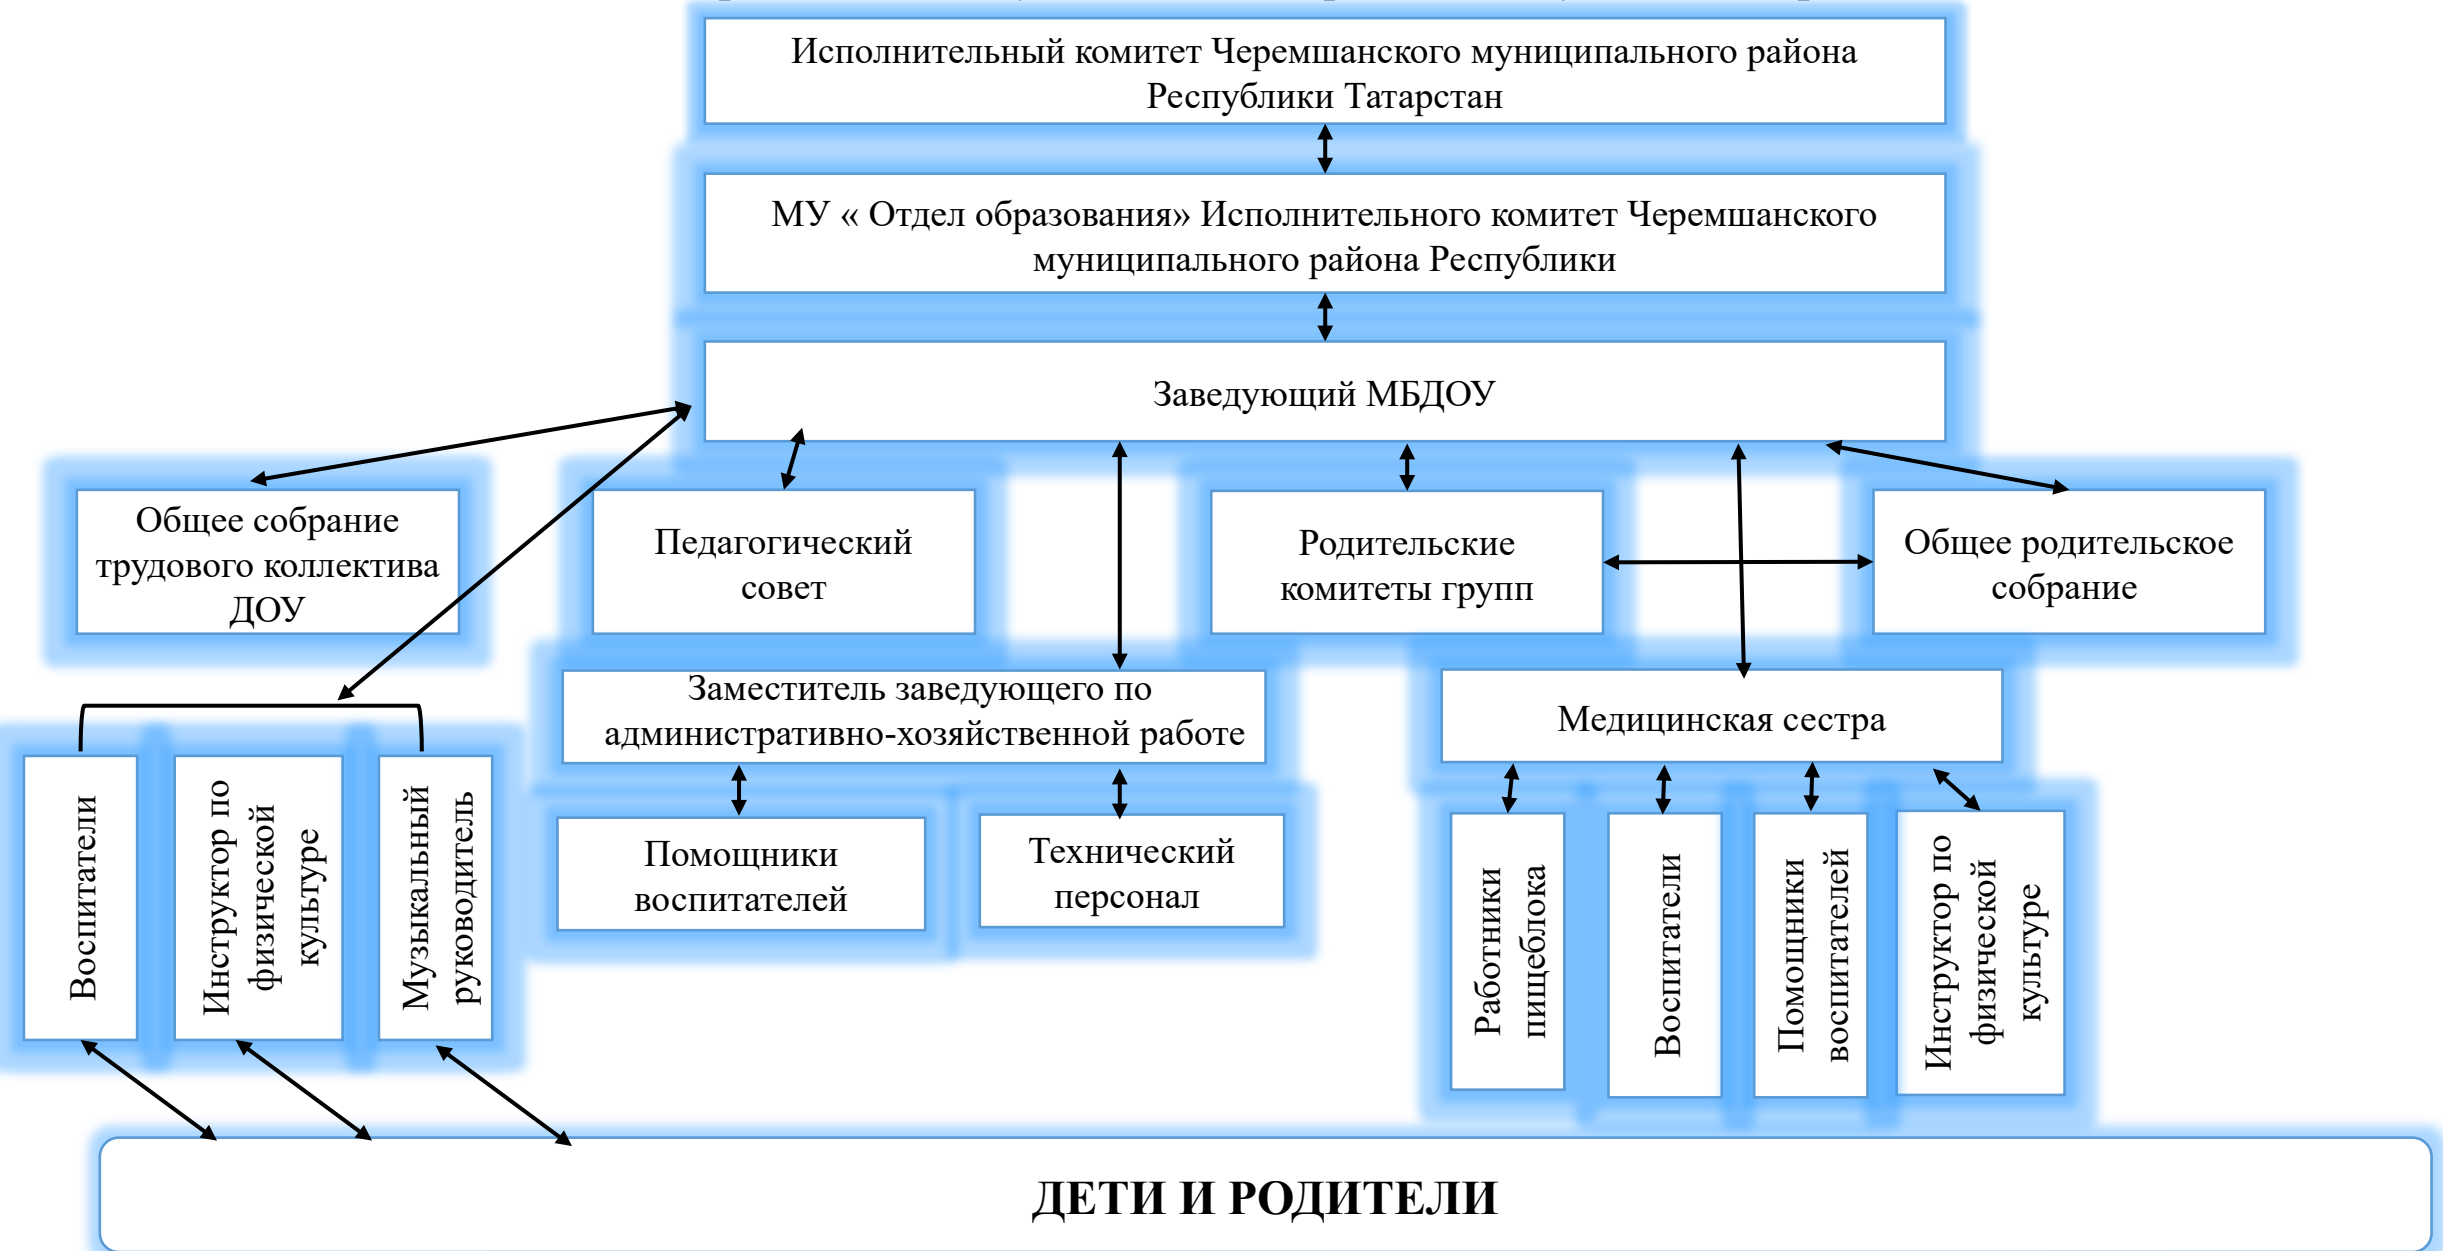 Исполнительный комитет Черемшанского муниципального района
Республики Татарстан
МУ « Отдел образования» Исполнительного комитет Черемшанского
муниципального района Республики
Заведующий МБДОУ
Общее собрание
трудового коллектива
ДОУ
Педагогический
совет
Родительские
комитеты групп
Общее родительское
собрание
Заместитель заведующего по
административно-хозяйственной работе
Медицинская сестра
Воспитатели
Инструктор по
физической
культуре
Музыкальный
руководитель
Помощники
воспитателей
Технический
персонал
Работники
пищеблока
Воспитатели
Помощники
воспитателей
Инструктор по
физической
культуре
ДЕТИ И РОДИТЕЛИ